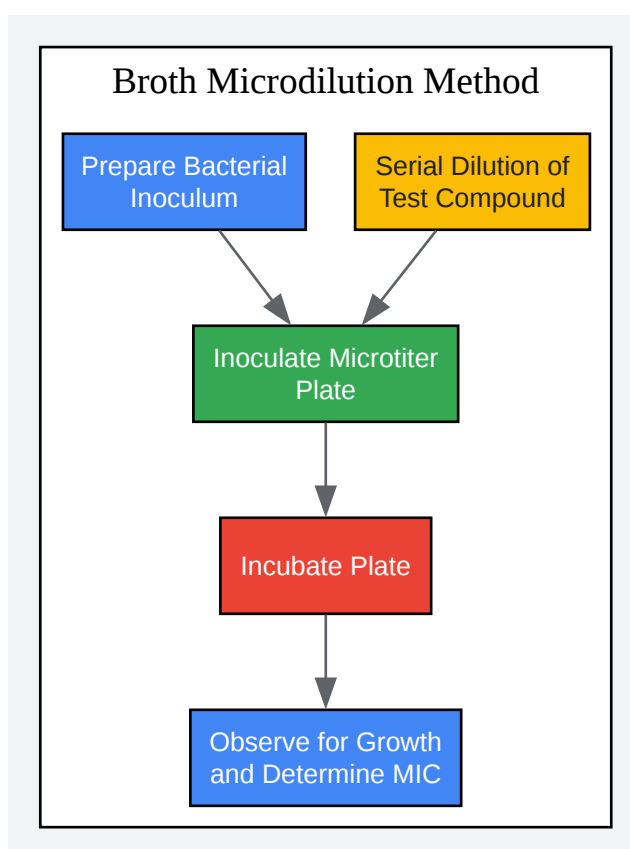 Broth Microdilution Method
Prepare Bacterial
Inoculum
Serial Dilution of
Test Compound
Inoculate Microtiter
Plate
Incubate Plate
Observe for Growth
and Determine MIC